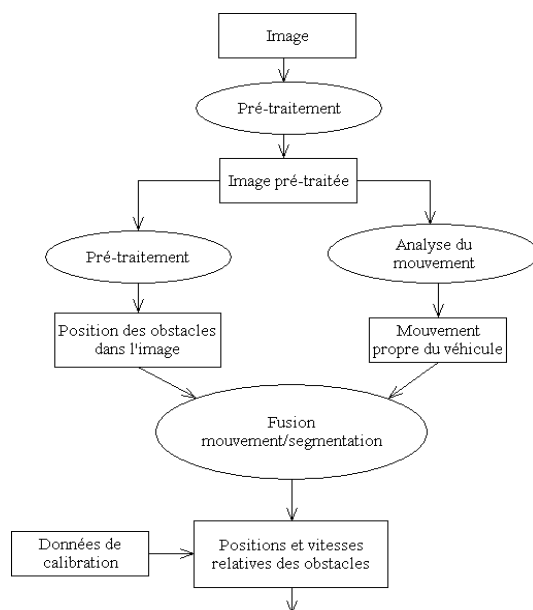 Image
Pré-traitement
Image pré-traitée
Pré-traitement
Analyse du
mouvement
Position des obstacles
dans l'image
Mouvement
propre du véhicule
Fusion
mouvement/segmentation
Données de
calibration
Positions et vitesses
relatives des obstacles